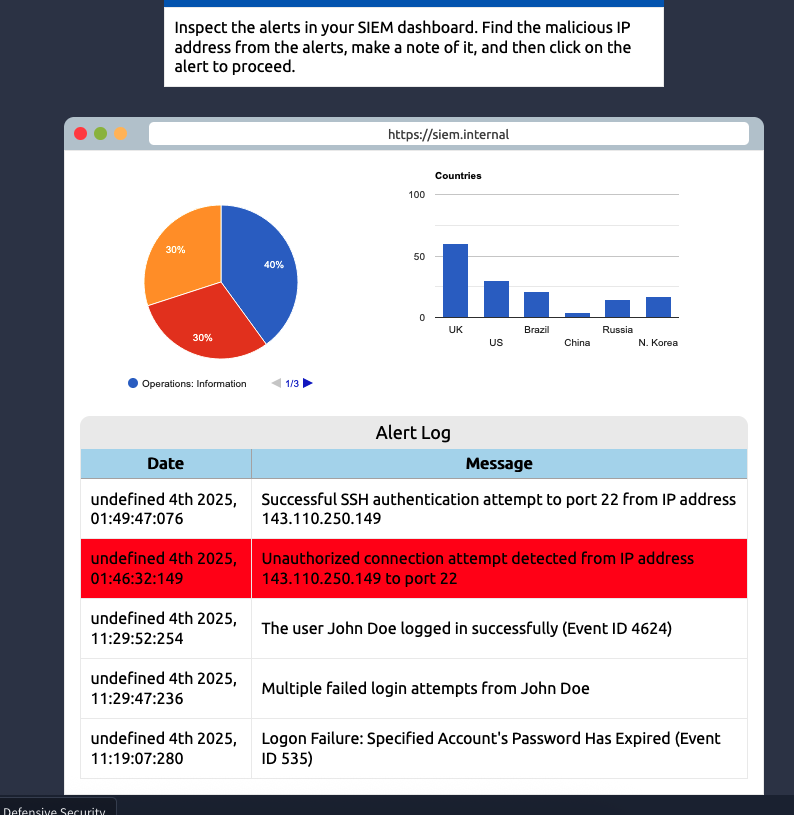 Inspect the alerts in your SIEM dashboard. Find the malicious IP
address from the alerts, make a note of it, and then click on the
alert to proceed.
https://siem.internal
30%
40%
30%
Operations: Information
1/3
Countries
100
50
0
UK
US
Brazil
China
Russia
N. Korea
Alert Log
Date
Message
undefined 4th 2025,
01:49:47:076
Successful SSH authentication attempt to port 22 from IP address
143.110.250.149
undefined 4th 2025,
01:46:32:149
Unauthorized connection attempt detected from IP address
143.110.250.149 to port 22
undefined 4th 2025,
11:29:52:254
The user John Doe logged in successfully (Event ID 4624)
undefined 4th 2025,
11:29:47:236
Multiple failed login attempts from John Doe
undefined 4th 2025,
11:19:07:280
Logon Failure: Specified Account's Password Has Expired (Event
ID 535)
Defensive Security